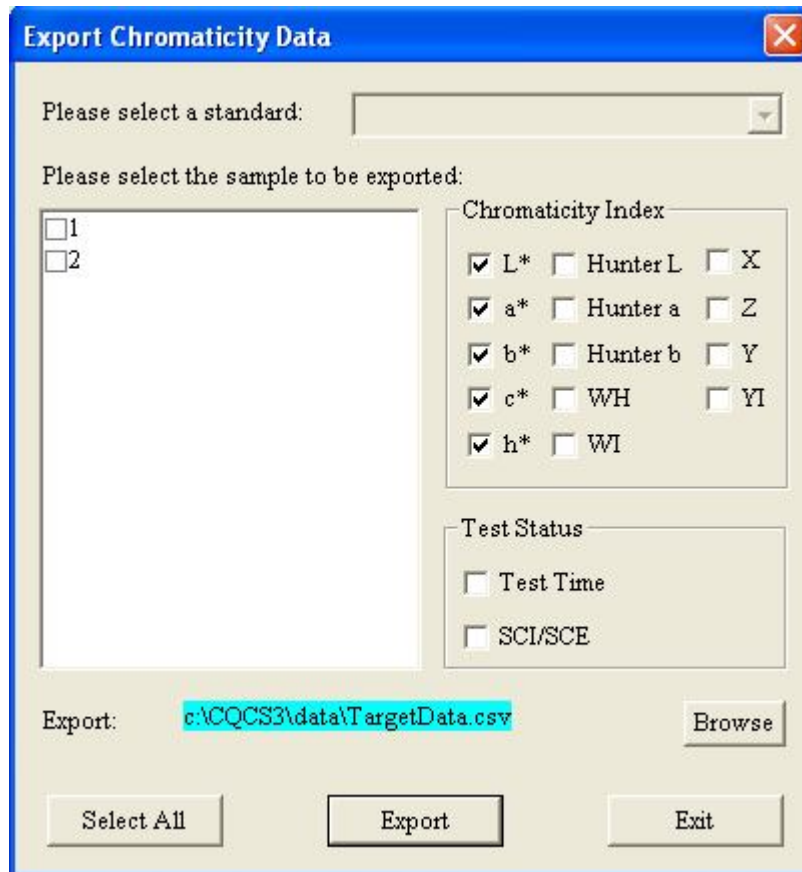 Export Chromaticity Data
Please select a standard:
Please select the sample to be exported:
1
2
Chromaticity Index
L* Hunter L X
a* Hunter a Z
b* Hunter b Y
c* WH YI
h* WI
Test Status
Test Time
SCI/SCE
Export: c:\CQCS3\data\TargetData.csv Browse
Select All Export Exit